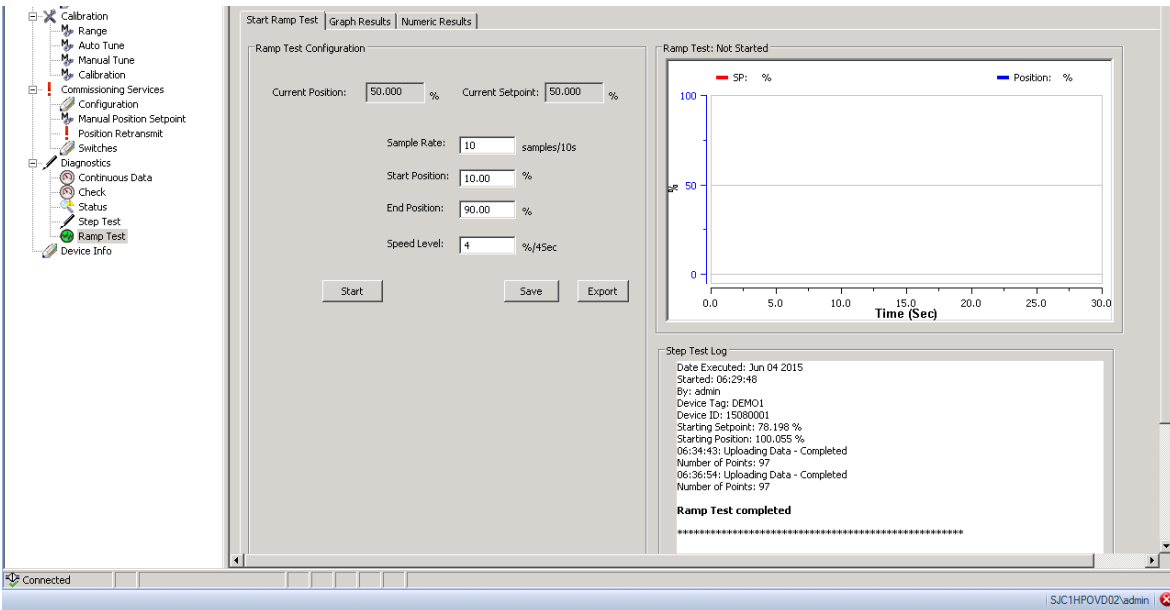 Calibration
Range
Auto Tune
Manual Tune
Calibration
Commissioning Services
Configuration
Manual Position Setpoint
Position Retransmit
Switches
Diagnostics
Continuous Data
Check
Status
Step Test
Ramp Test
Device Info
Start Ramp Test Graph Results Numeric Results
Ramp Test Configuration
Current Position: 50.000 % Current Setpoint: 50.000 %
Sample Rate: 10 samples/10s
Start Position: 10.00 %
End Position: 90.00 %
Speed Level: 4 %/4Sec
Start Save Export
Ramp Test: Not Started
SP: % Position: %
100
% 50
0
0.0 5.0 10.0 15.0 20.0 25.0 30.0
Time (Sec)
Step Test Log
Date Executed: Jun 04 2015
Started: 06:29:48
By: admin
Device Tag: DEMO1
Device ID: 15080001
Starting Setpoint: 78.198 %
Starting Position: 100.055 %
06:34:43: Uploading Data - Completed
Number of Points: 97
06:36:54: Uploading Data - Completed
Number of Points: 97
Ramp Test completed
******************************************************
Connected
SJC1HPOVD02\admin